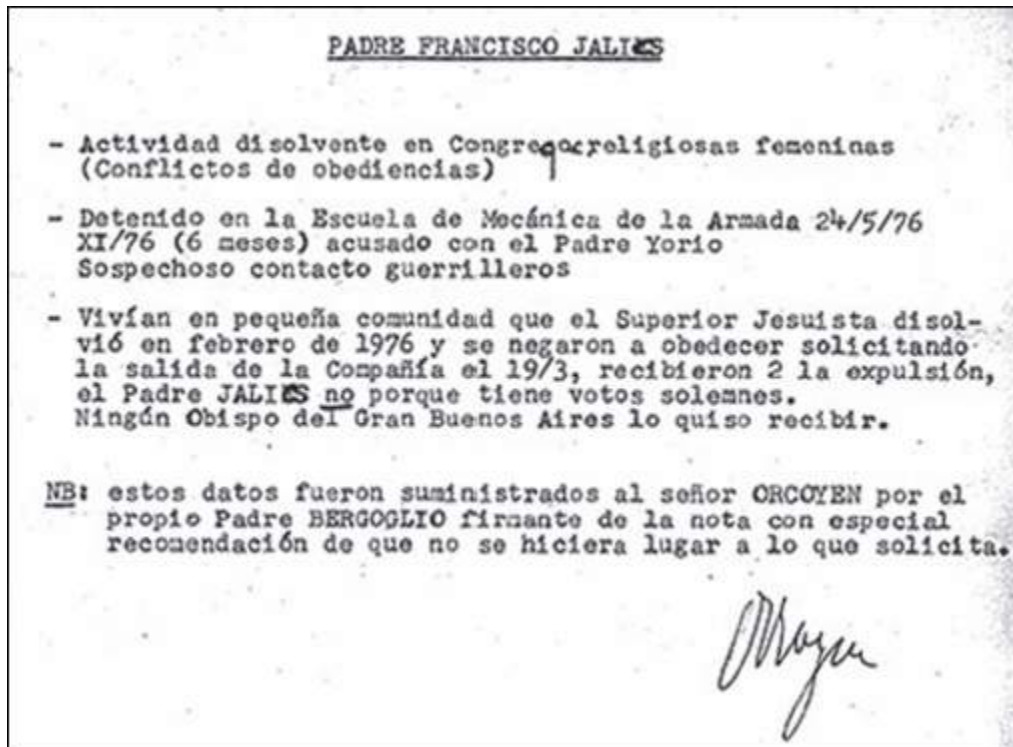 PADRE FRANCISCO JALICS
- Actividad disolvente en Congregac religiosas femeninas
(Conflictos de obediencias)
- Detenido en la Escuela de Mecánica de la Armada 24/5/76
XI/76 (6 meses) acusado con el Padre Yorio
Sospechoso contacto guerrilleros
- Vivían en pequeña comunidad que el Superior Jesuista disol-
vió en febrero de 1976 y se negaron a obedecer solicitando
la salida de la Compañía el 19/3, recibieron 2 la expulsión,
el Padre JALICS no porque tiene votos solemnes.
Ningún Obispo del Gran Buenos Aires lo quiso recibir.
NB: estos datos fueron suministrados al señor ORCOYEN por el
propio Padre BERGOGLIO firmante de la nota con especial
recomendación de que no se hiciera lugar a lo que solicita.
Orcoyen